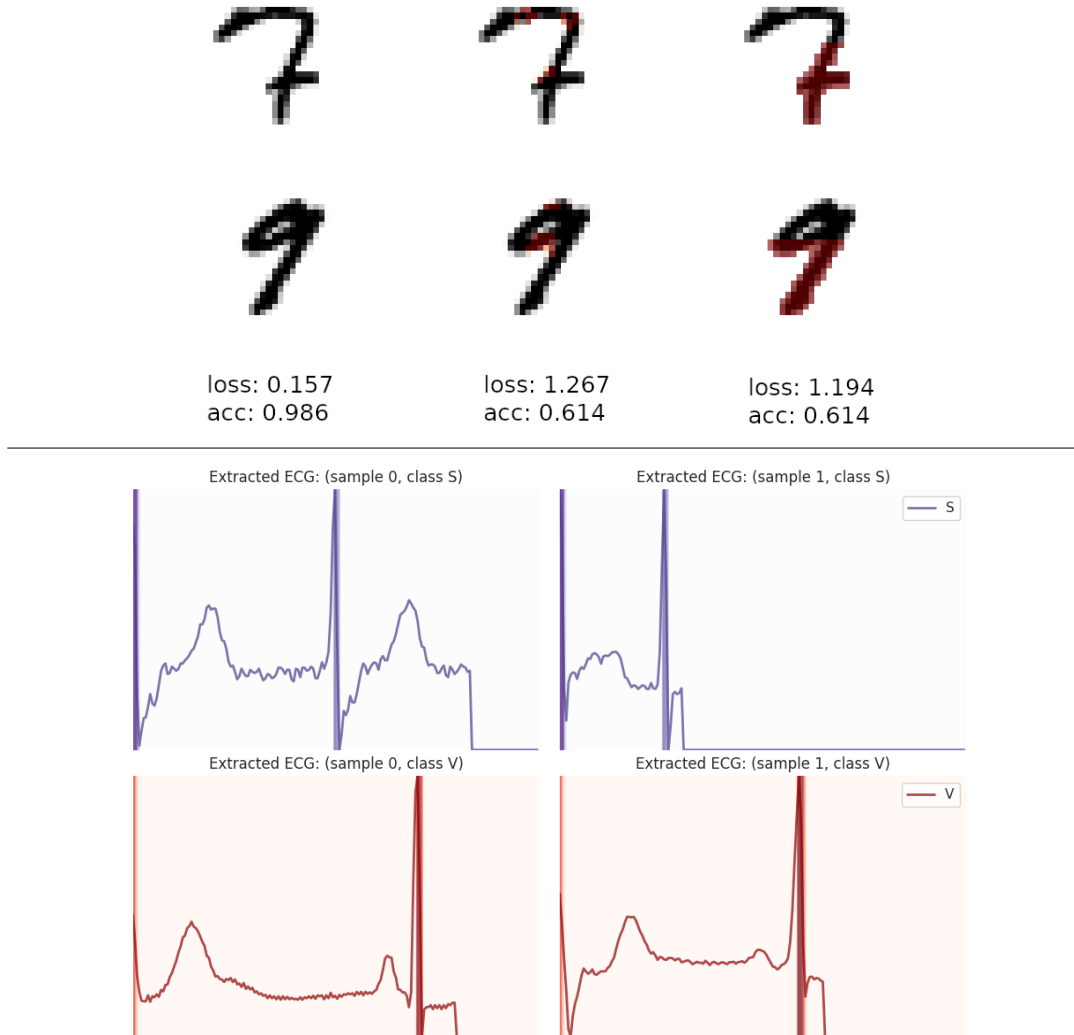 loss: 0.157
acc: 0.986
loss: 1.267
acc: 0.614
loss: 1.194
acc: 0.614
Extracted ECG: (sample 0, class S)
Extracted ECG: (sample 1, class S)
S
Extracted ECG: (sample 0, class V)
Extracted ECG: (sample 1, class V)
V